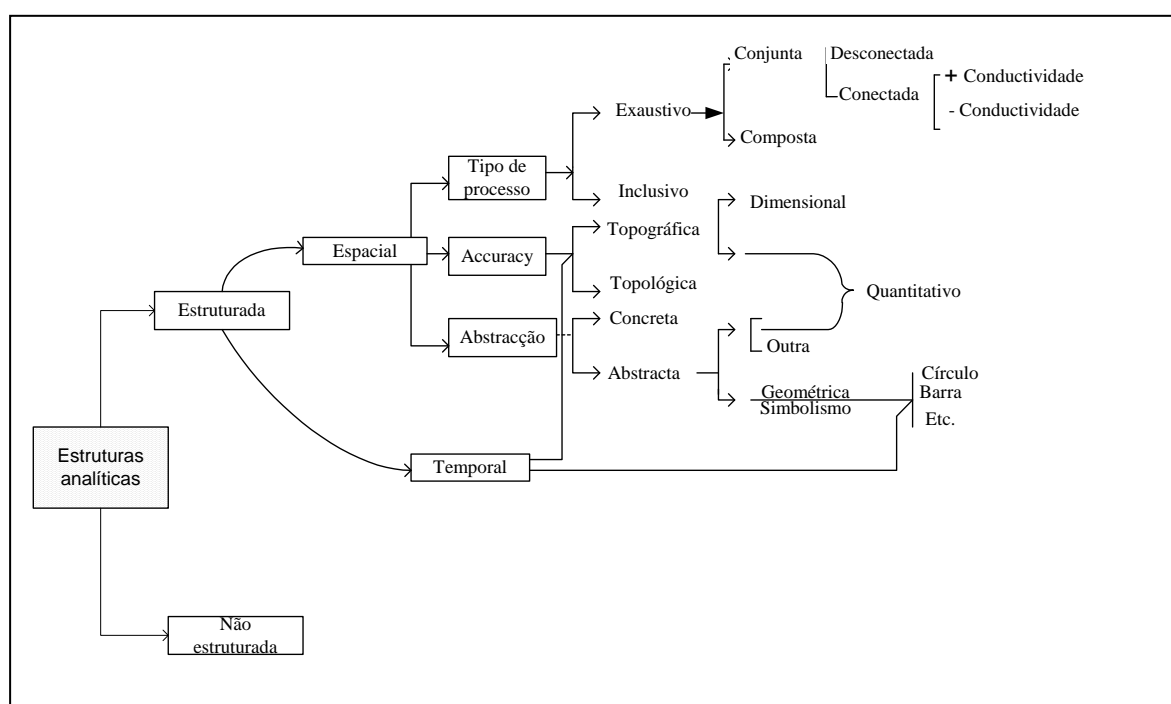 Conjunta
Desconectada
+ Conductividade
Conectada
- Conductividade
Exaustivo
Composta
Tipo de
processo
Inclusivo
Dimensional
Topográfica
Espacial
Accuracy
Topológica
Quantitativo
Estruturada
Concreta
Abstracção
Outra
Abstracta
Geométrica
Simbolismo
Círculo
Barra
Etc.
Temporal
Estruturas
analíticas
Não
estruturada